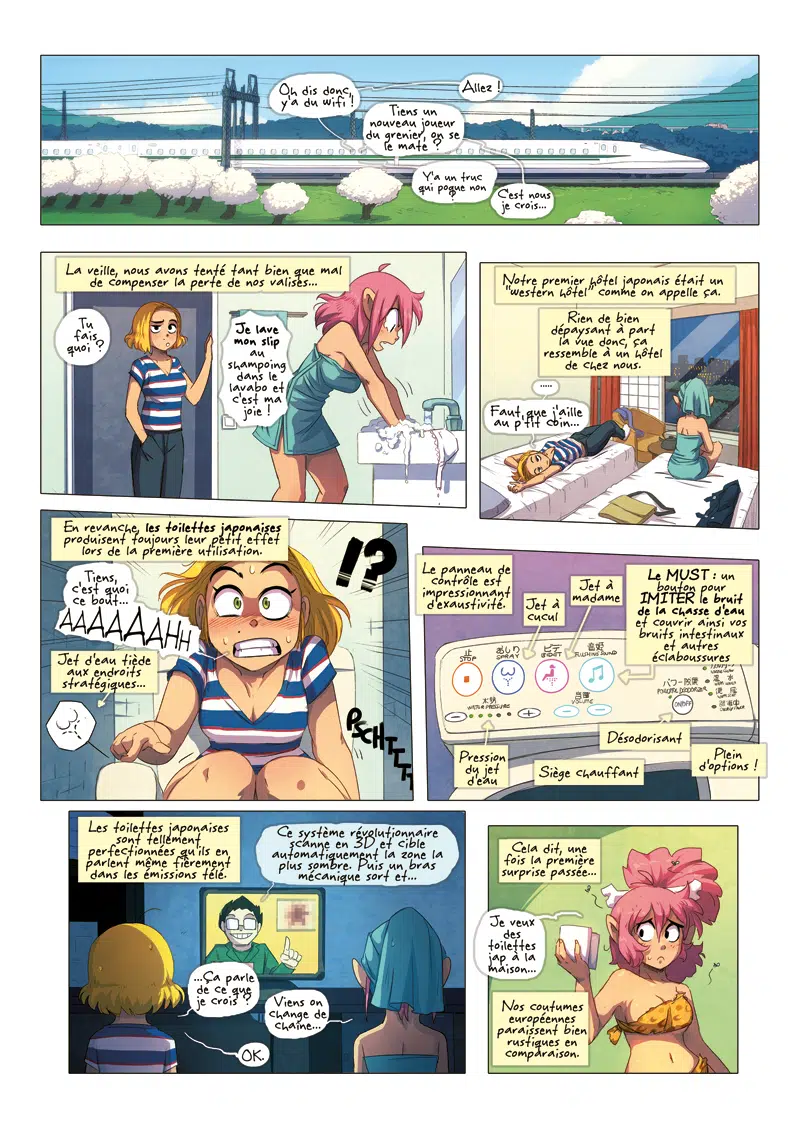 Oh dis donc,
y'a du wifi !
Allez !
Tiens un
nouveau joueur
du grenier, on se
le mate ?
Y'a un truc
qui pogue non
?
C'est nous
je crois...
La veille, nous avons tenté tant bien que mal
de compenser la perte de nos valises...
Tu
fais
quoi ?
Je lave
mon slip
au
shampoing
dans le
lavabo et
c'est ma
joie !
Notre premier hôtel japonais était un
"western hôtel" comme on appelle ça.
Rien de bien
dépaysant à part
la vue donc, ça
ressemble à un hôtel
de chez nous.
.....
Faut que j'aille
au p'tit coin...
En revanche, les toilettes japonaises
produisent toujours leur petit effet
lors de la première utilisation.
!?
Tiens,
c'est quoi
ce bout...
AAAAAAAHH
Jet d'eau tiède
aux endroits
stratégiques...
PSCHTTTT
Le panneau de
contrôle est
impressionnant
d'exaustivité.
Jet à
cucul
Jet à
madame
Le MUST : un
bouton pour
IMITER le bruit
de la chasse d'eau
et couvrir ainsi vos
bruits intestinaux
et autres
éclaboussures
止
STOP
おしり
SPRAY
ビデ
BIDET
音姫
FLUSHING SOUND
水勢
WATER PRESSURE
音量
VOLUME
パワー脱臭
POWERFUL DEODORIZER
ON/OFF
Pression
du jet
d'eau
Siège chauffant
Désodorisant
Plein
d'options !
Les toilettes japonaises
sont tellement
perfectionnées qu'ils en
parlent même fièrement
dans les émissions télé.
Ce système révolutionnaire
scanne en 3D et cible
automatiquement la zone la
plus sombre. Puis un bras
mécanique sort et...
...Ça parle
de ce que
je crois ?
Viens on
change de
chaîne...
OK.
Cela dit, une
fois la première
surprise passée...
Je veux
des
toilettes
jap à la
maison...
Nos coutumes
européennes
paraissent bien
rustiques en
comparaison.